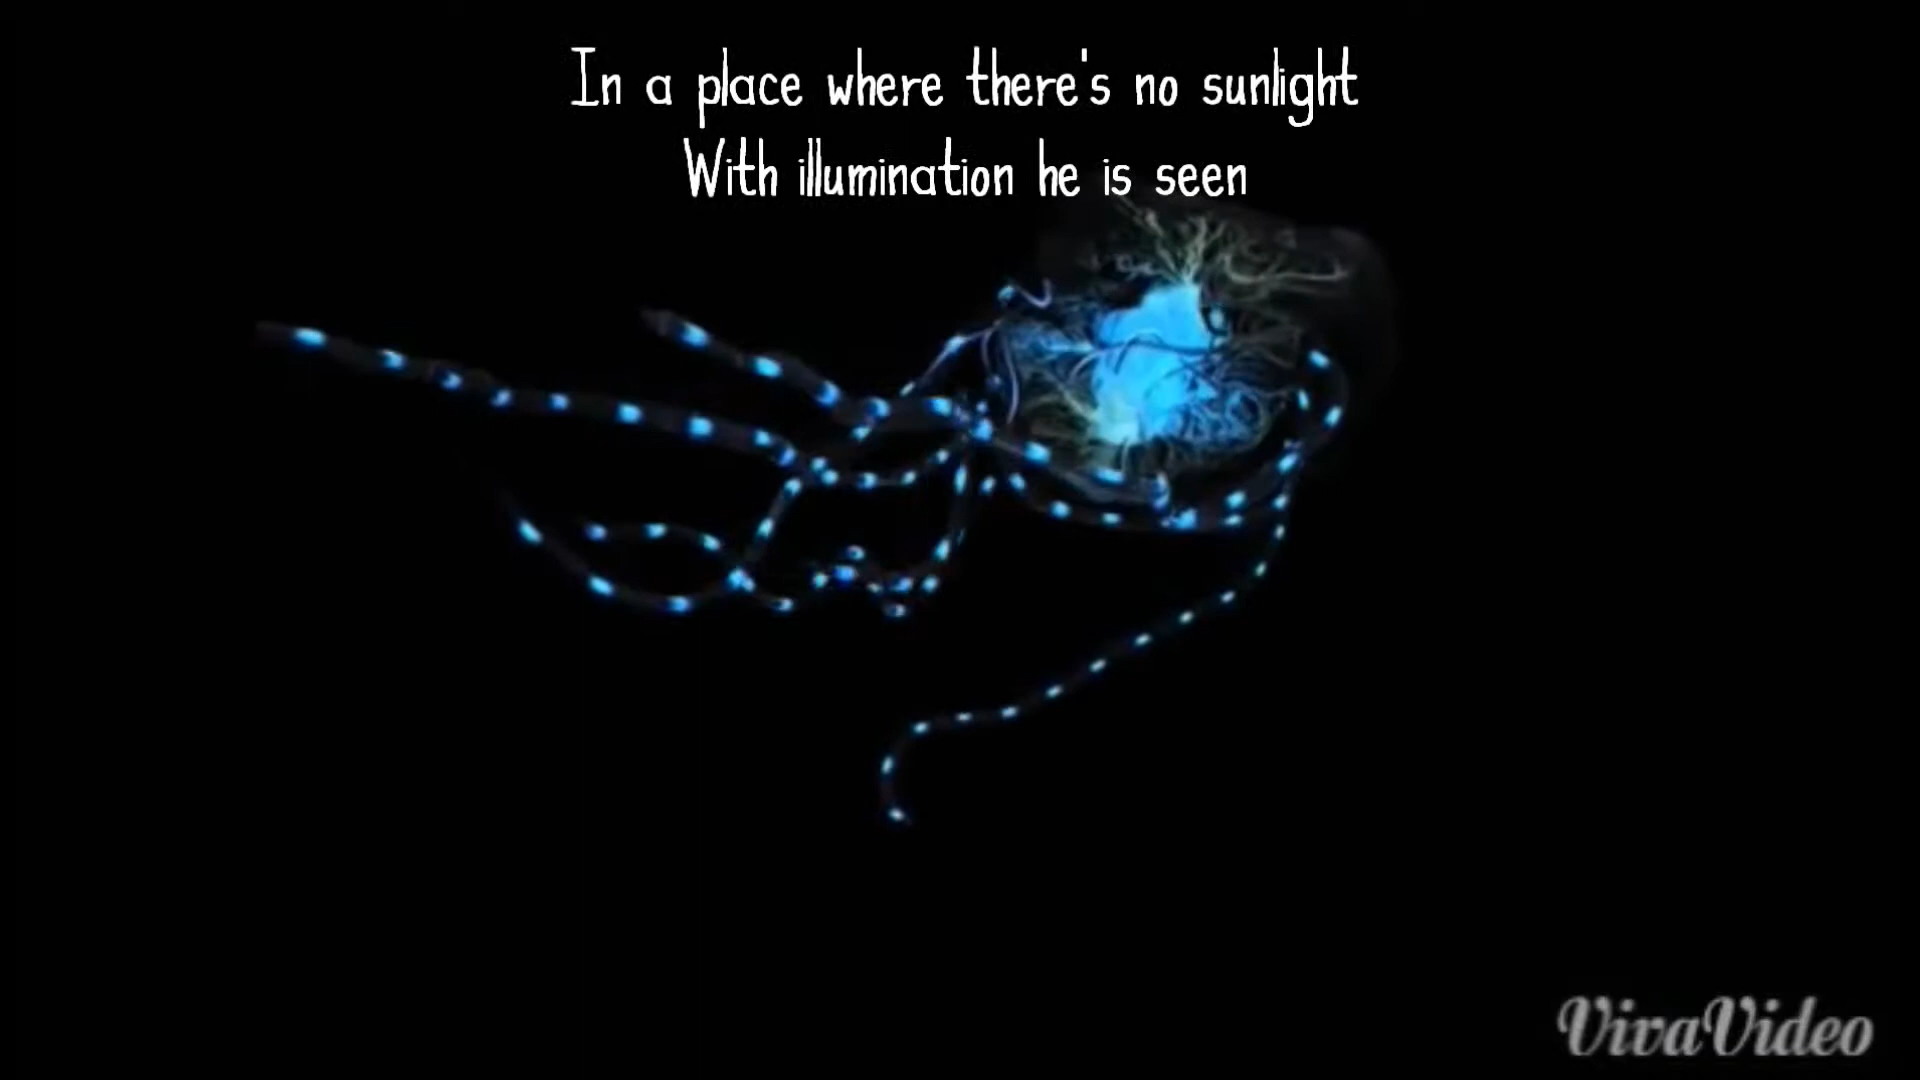 In a place where there's no sunlight
With illumination he is seen
VivaVideo